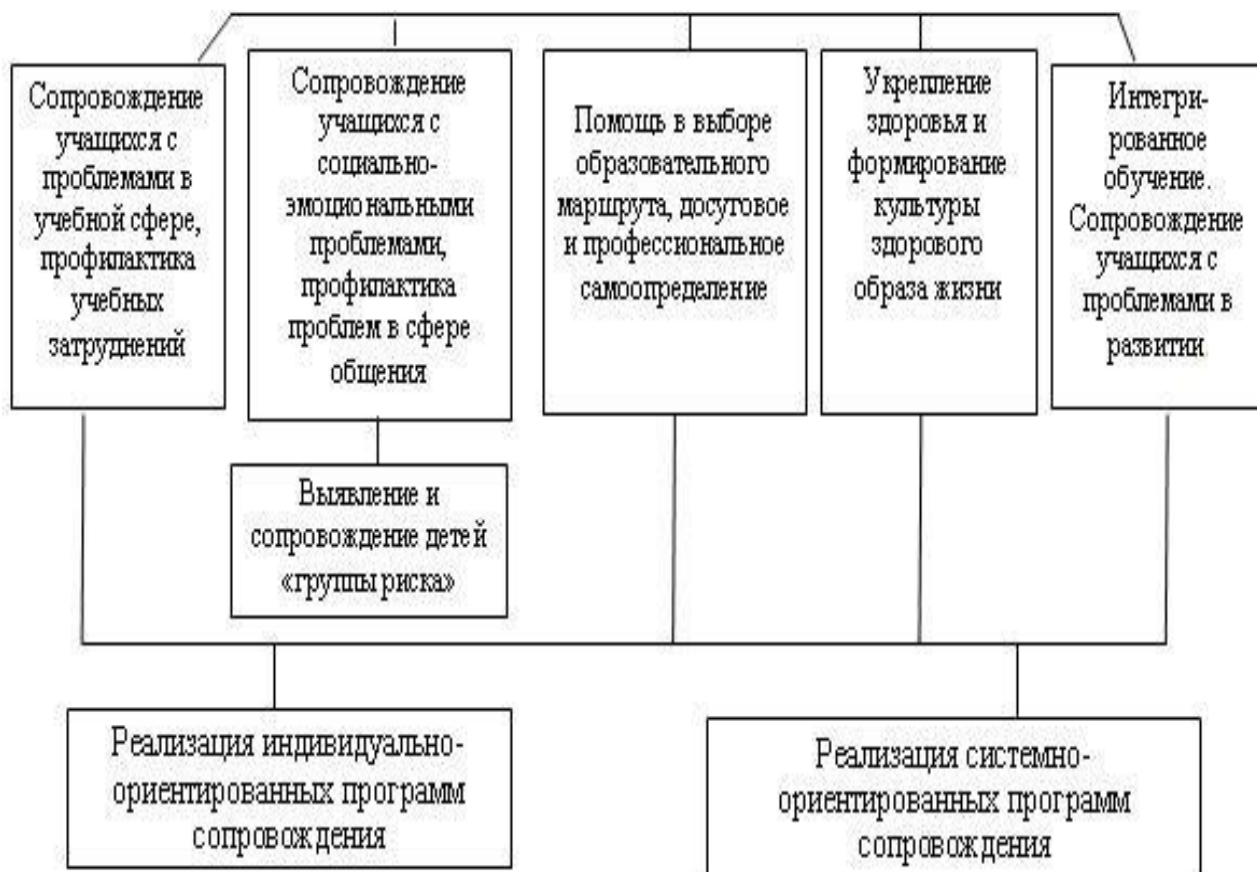 Сопровождение
учащихся с
проблемами в
учебной сфере,
профилактика
учебных
затруднений
Сопровождение
учащихся с
социально-
эмоциональными
проблемами,
профилактика
проблем в сфере
общения
Помощь в выборе
образовательного
маршрута, досуговое
и профессиональное
самоопределение
Укрепление
здоровья и
формирование
культуры
здорового
образа жизни
Интегри-
рованное
обучение.
Сопровождение
учащихся с
проблемами в
развитии
Выявление и
сопровождение детей
«группы риска»
Реализация индивидуально-
ориентированных программ
сопровождения
Реализация системно-
ориентированных программ
сопровождения